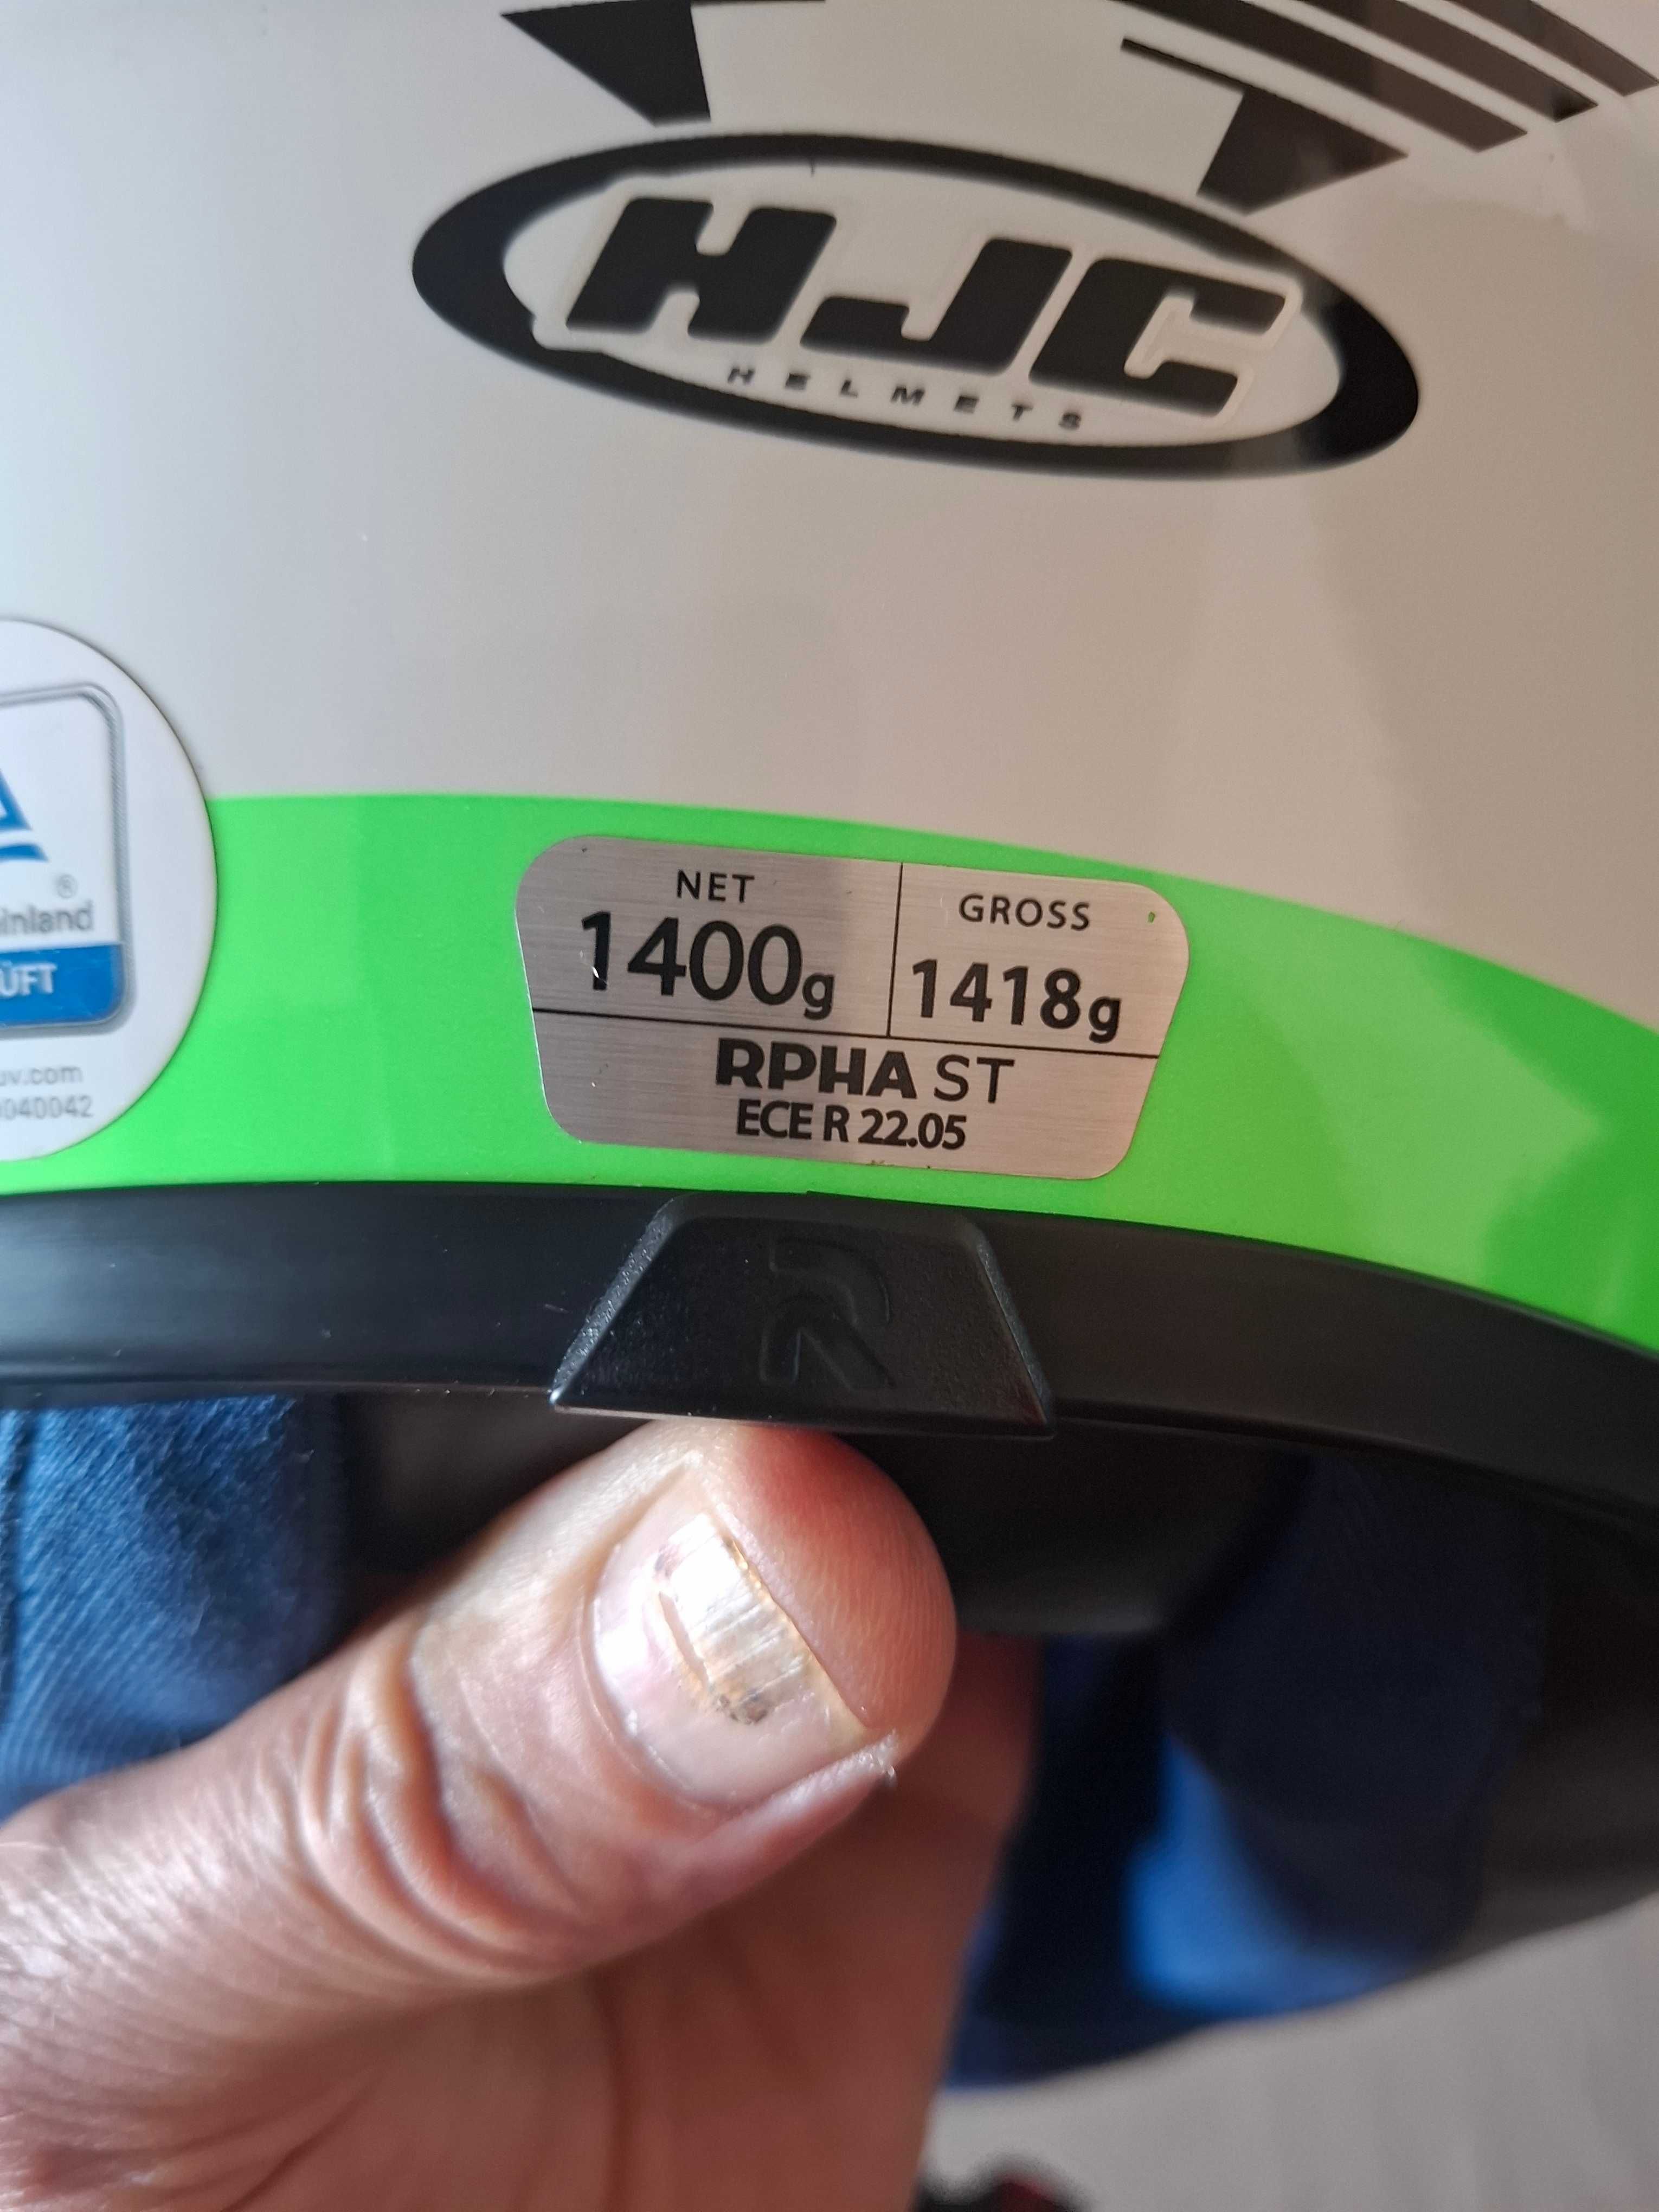 HJC
HELMETS
NET
1400g
GROSS
1418g
RPHA ST
ECE R 22.05
®
R